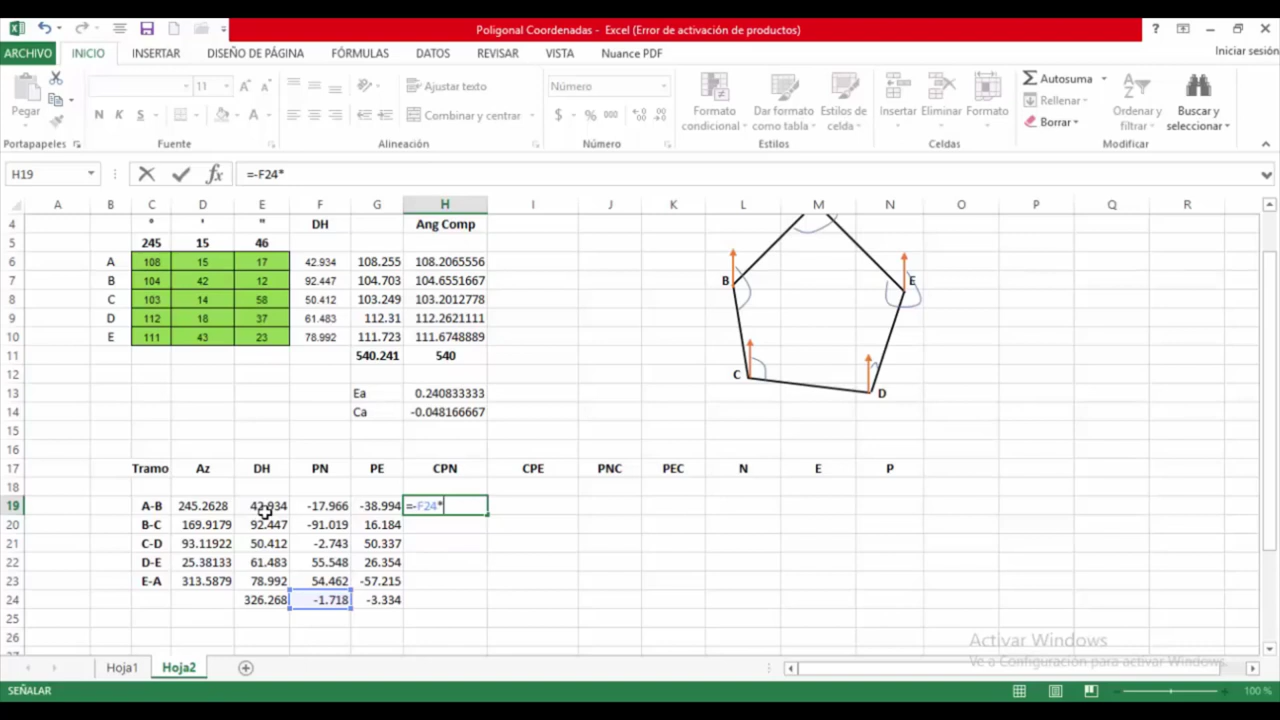 Poligonal Coordenadas - Excel (Error de activación de productos)
?
ARCHIVO INICIO INSERTAR DISEÑO DE PÁGINA FÓRMULAS DATOS REVISAR VISTA Nuance PDF Iniciar sesión
Pegar
11
N K S
Ajustar texto
Combinar y centrar
Número
$ % 000
Formato condicional
Dar formato como tabla
Estilos de celda
Insertar Eliminar Formato
Autosuma
Rellenar
Borrar
Ordenar y filtrar
Buscar y seleccionar
Portapapeles Fuente Alineación Número Estilos Celdas Modificar
H19 fx =-F24*
A B C D E F G H I J K L M N O P Q R
4 ° ' " DH Ang Comp
5 245 15 46
6 A 108 15 17 42.934 108.255 108.2065556
7 B 104 42 12 92.447 104.703 104.6551667 B E
8 C 103 14 58 50.412 103.249 103.2012778
9 D 112 18 37 61.483 112.31 112.2621111
10 E 111 43 23 78.992 111.723 111.6748889
11 540.241 540
12 C
13 Ea 0.240833333 D
14 Ca -0.048166667
15
16
17 Tramo Az DH PN PE CPN CPE PNC PEC N E P
18
19 A-B 245.2628 42.934 -17.966 -38.994 =-F24*
20 B-C 169.9179 92.447 -91.019 16.184
21 C-D 93.11922 50.412 -2.743 50.337
22 D-E 25.38133 61.483 55.548 26.354
23 E-A 313.5879 78.992 54.462 -57.215
24 326.268 -1.718 -3.334
25
26
Activar Windows
Ve a Configuración para activar Windows.
Hoja1 Hoja2
SEÑALAR 100 %